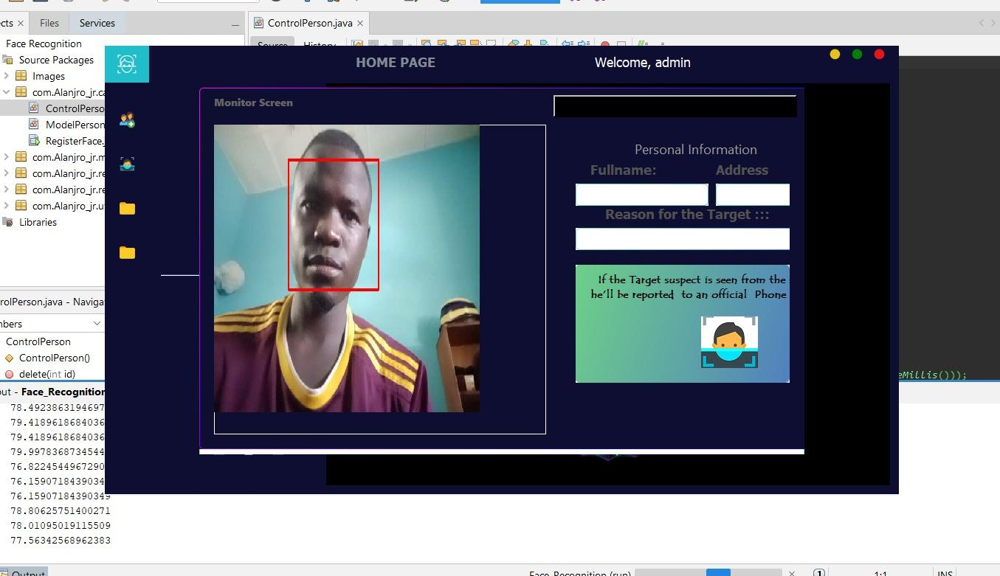 Files
Services
ControlPerson.java
Source
History
Face Recognition
Source Packages
Images
com.Alanjro_jr.ca
ControlPerso
ModelPerson
RegisterFace.
com.Alanjro_jr.m
com.Alanjro_jr.re
com.Alanjro_jr.re
com.Alanjro_jr.u
Libraries
HOME PAGE
Welcome, admin
Monitor Screen
Personal Information
Fullname:
Address
Reason for the Target :::
If the Target suspect is seen from the
he'll be reported to an official Phone
rolPerson.java - Naviga
mbers
ControlPerson
ControlPerson()
delete(int id)
eMillis()));
out - Face_Recognition
78.4923863194697
79.4189618684036
79.4189618684036
79.9978368734544
76.8224544967290
76.1590718439034
76.15907184390349
78.80625751400271
78.01095019115509
77.56342568962383
Output
Face_Recognition (run)
1
1:1
INS